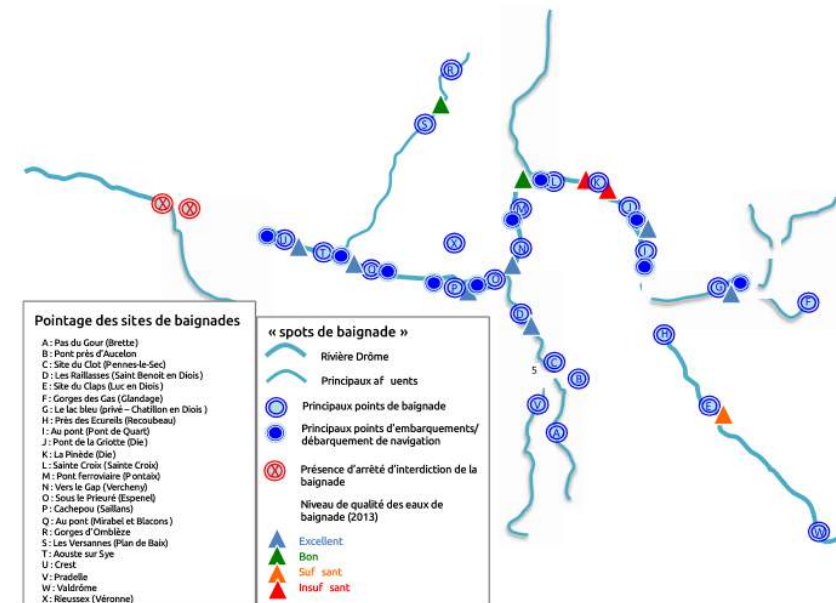 R
S
L
K
X
X
M
J
U
T
X
N
I
Q
O
P
G
F
D
H
5
C
B
V
E
A
W
Pointage des sites de baignades
A : Pas du Gour (Brette)
B : Pont près d'Aucelon
C : Site du Clot (Pennes-le-Sec)
D : Les Raillasses (Saint Benoit en Diois)
E : Site du Claps (Luc en Diois)
F : Gorges des Gas (Glandage)
G : Le lac bleu (privé – Chatillon en Diois )
H : Près des Ecureils (Recoubeau)
I : Au pont (Pont de Quart)
J : Pont de la Griotte (Die)
K : La Pinède (Die)
L : Sainte Croix (Sainte Croix)
M : Pont ferroviaire (Pontaix)
N : Vers le Gap (Vercheny)
O : Sous le Prieuré (Espenel)
P : Cachepou (Saillans)
Q : Au pont (Mirabel et Blacons )
R : Gorges d'Omblèze
S : Les Versannes (Plan de Baix)
T : Aouste sur Sye
U : Crest
V : Pradelle
W : Valdrôme
X : Rieussex (Véronne)
« spots de baignade »
Rivière Drôme
Principaux af uents
Principaux points de baignade
Principaux points d'embarquements/
débarquement de navigation
X
Présence d'arrêté d'interdiction de la
baignade
Niveau de qualité des eaux de
baignade (2013)
Excellent
Bon
Suf sant
Insuf sant